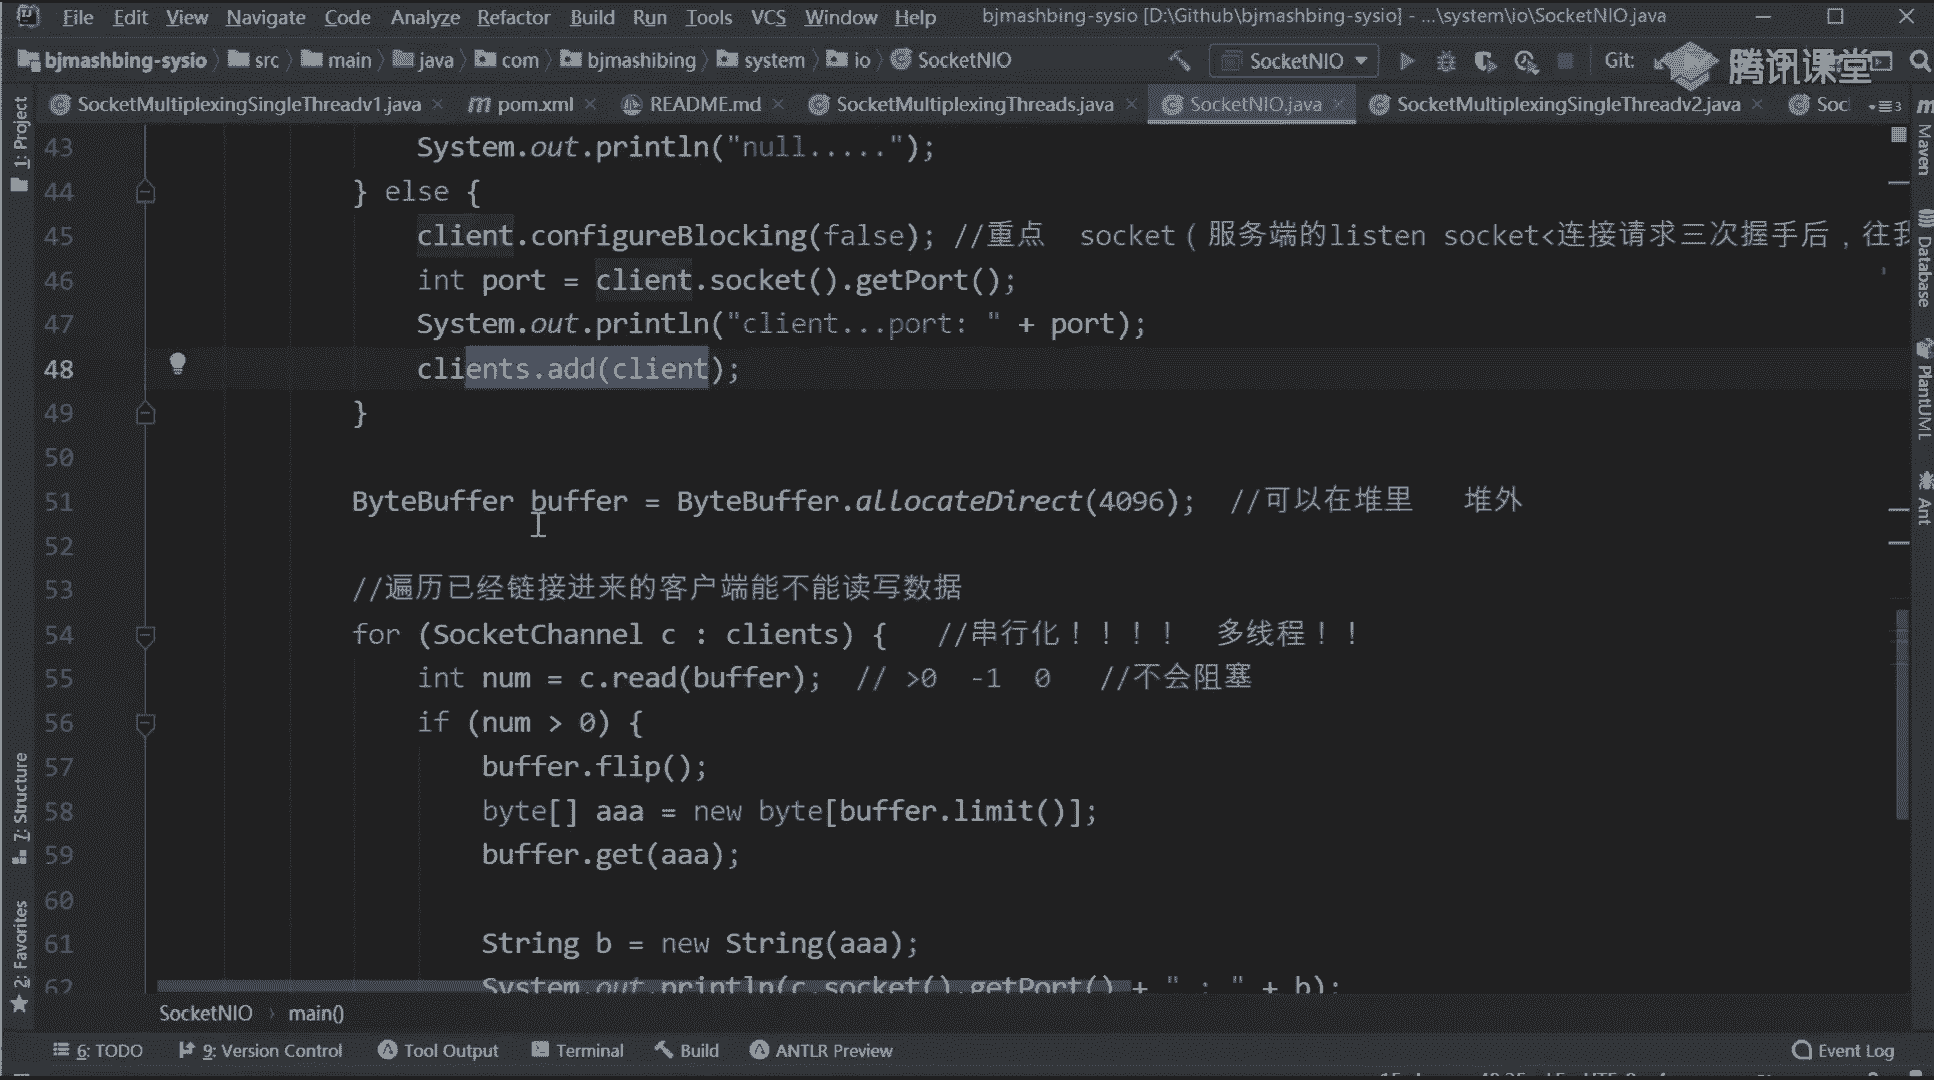 File Edit View Navigate Code Analyze Refactor Build Run Tools VCS Window Help bjmashbing-sysio [D:\Github\bjmashbing-sysio] - ...\system\io\SocketNIO.java
bjmashbing-sysio src main java com bjmashibing system io SocketNIO SocketNIO Git: 腾讯课堂
SocketMultiplexingSingleThreadv1.java pom.xml README.md SocketMultiplexingThreads.java SocketNIO.java SocketMultiplexingSingleThreadv2.java Soc
1: Project
7: Structure
2: Favorites
43 System.out.println("null.....");
44 } else {
45 client.configureBlocking(false); //重点 socket（服务端的listen socket<连接请求三次握手后，往我
46 int port = client.socket().getPort();
47 System.out.println("client...port: " + port);
48 clients.add(client);
49 }
50
51 ByteBuffer buffer = ByteBuffer.allocateDirect(4096); //可以在堆里 堆外
52
53 //遍历已经链接进来的客户端能不能读写数据
54 for (SocketChannel c : clients) { //串行化！！！！ 多线程！！
55 int num = c.read(buffer); // >0 -1 0 //不会阻塞
56 if (num > 0) {
57 buffer.flip();
58 byte[] aaa = new byte[buffer.limit()];
59 buffer.get(aaa);
60
61 String b = new String(aaa);
62 System.out.println(c.socket().getPort() + " : " + b);
Maven
Database
PlantUML
Ant
SocketNIO main()
6: TODO 9: Version Control Tool Output Terminal Build ANTLR Preview Event Log